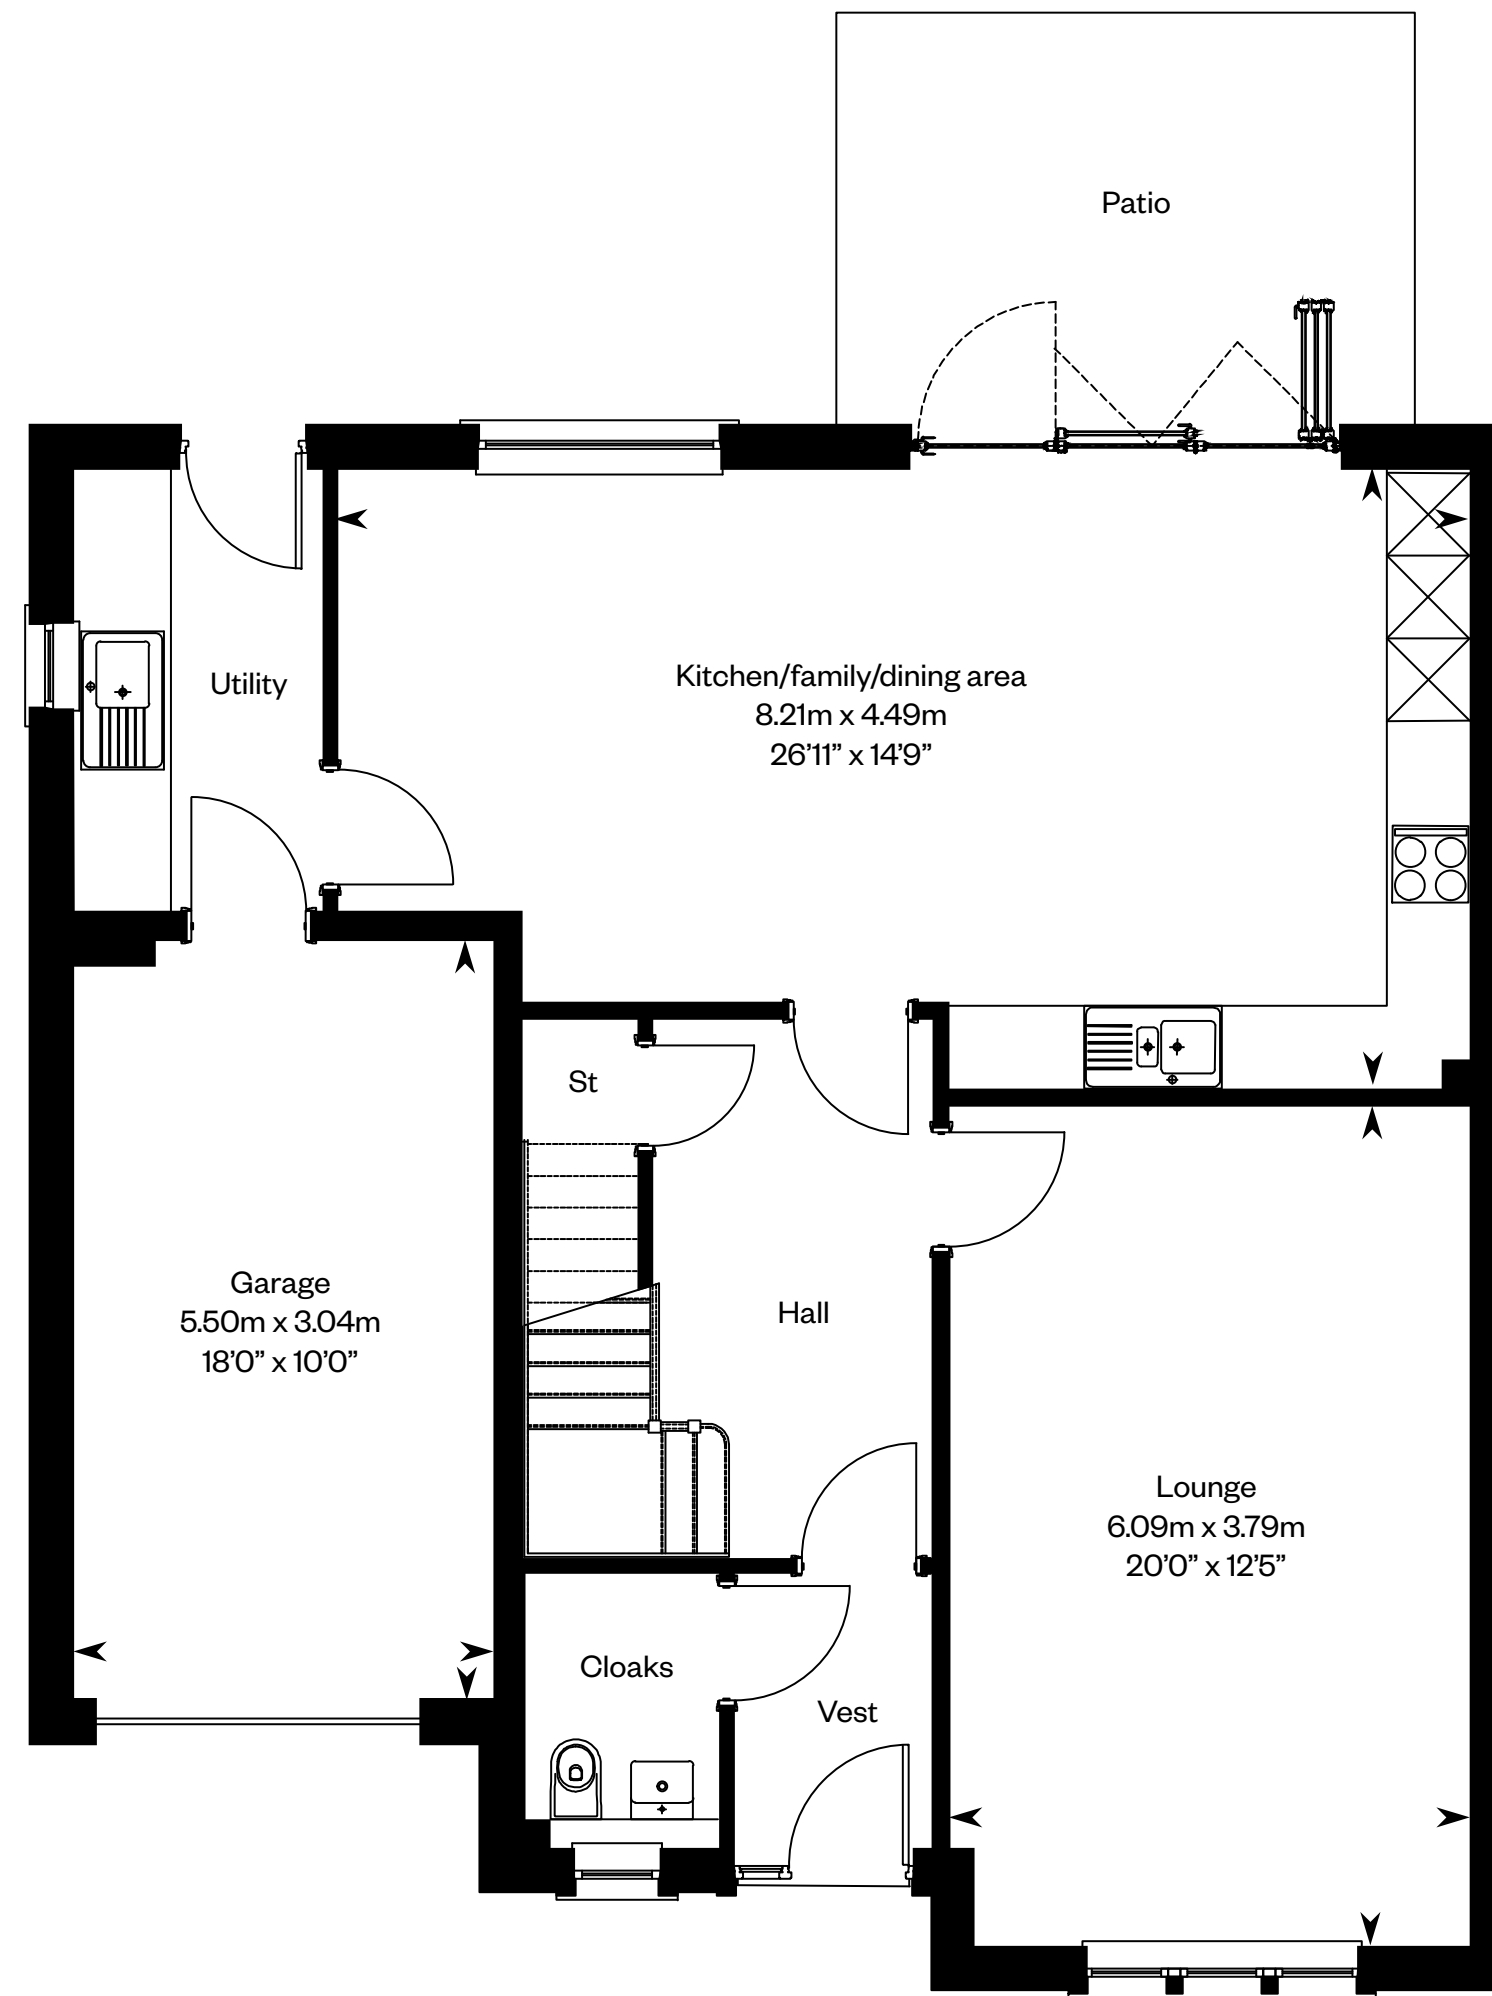 Patio
Kitchen/family/dining area
8.21m x 4.49m
26’11” x 14’9”
Utility
St
Garage
5.50m x 3.04m
18’0” x 10’0”
Hall
Lounge
6.09m x 3.79m
20’0” x 12’5”
Cloaks
Vest